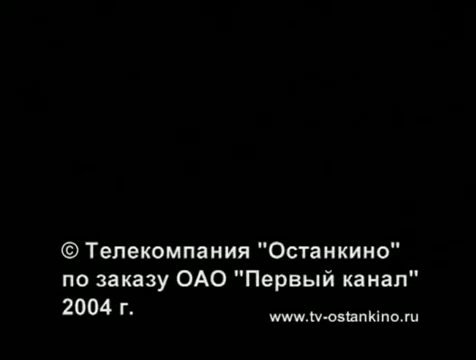 © Телекомпания "Останкино"
по заказу ОАО "Первый канал"
2004 г.
www.tv-ostankino.ru